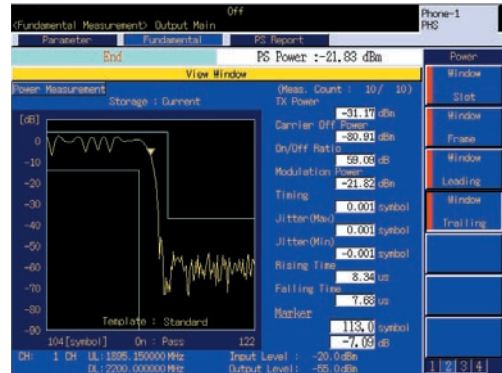 Off
Phone-1
<Fundamental Measurement> Output Main
PHS
Parameter Fundamental PS Report
End PS Power :-21.83 dBm
Power
View Window
Power Measurement
Storage : Current
(Meas. Count : 10/ 10)
TX Power
-31.17 dBm
Carrier Off Power
-80.91 dBm
On/Off Ratio
59.09 dB
Modulation Power
-21.82 dBm
Timing
0.001 symbol
Jitter(Max)
0.001 symbol
Jitter(Min)
-0.001 symbol
Rising Time
8.34 us
Falling Time
7.68 us
Marker
113.0 symbol
-7.09 dB
[dB]
0
-20
-30
-40
-60
-70
-80
-90
Template : Standard
104[symbol] On : Pass 122
CH: 1 CH UL:1895.150000 MHz Input Level : -20.0dBm
DL:2200.000000 MHz Output Level : -55.0dBm
Window
Slot
Window
Frame
Window
Leading
Window
Trailing
1 2 3 4